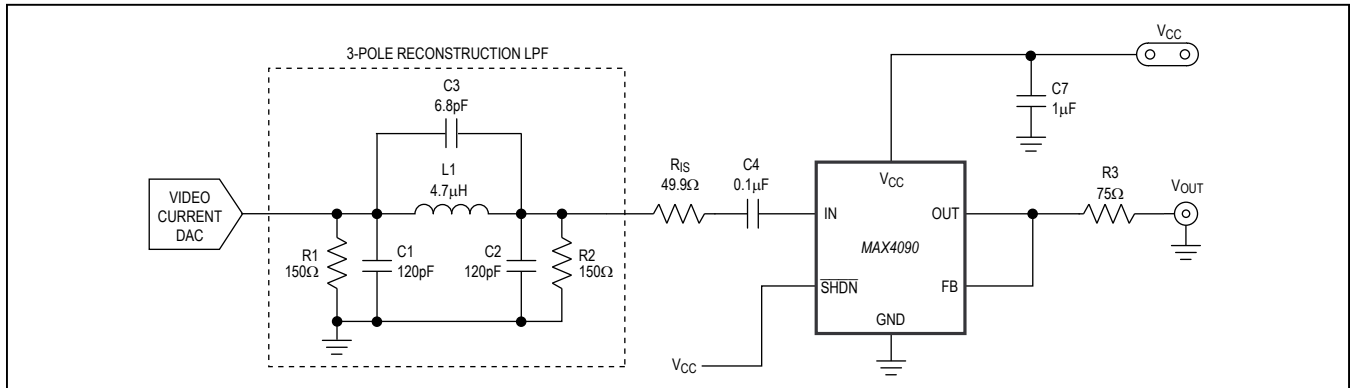 3-POLE RECONSTRUCTION LPF
C3
6.8pF
L1
4.7μH
VIDEO
CURRENT
DAC
R1
150Ω
C1
120pF
C2
120pF
R2
150Ω
RIS
49.9Ω
C4
0.1μF
VCC
IN
OUT
MAX4090
SHDN
FB
GND
VCC
VCC
C7
1μF
R3
75Ω
VOUT